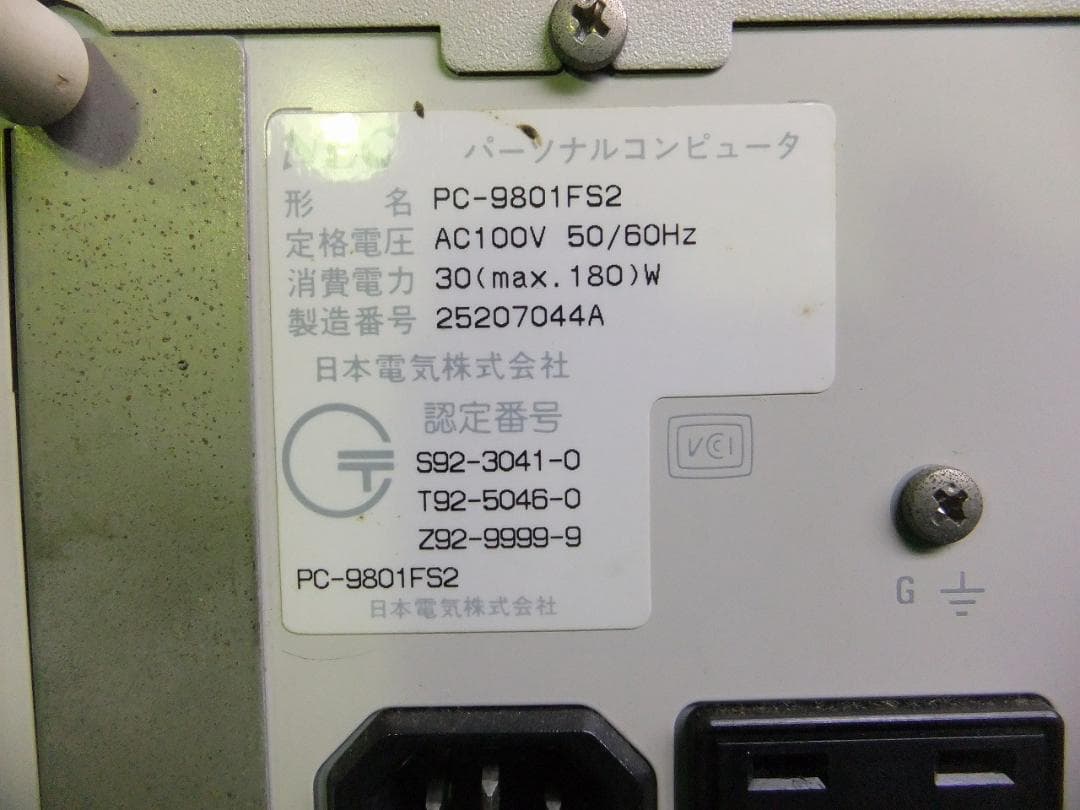 NEC パーソナルコンピュータ
形 名 PC-9801FS2
定格電圧 AC100V 50/60Hz
消費電力 30(max.180)W
製造番号 25207044A
日本電気株式会社
認定番号
S92-3041-0
T92-5046-0
Z92-9999-9
PC-9801FS2
日本電気株式会社
VCCI
G